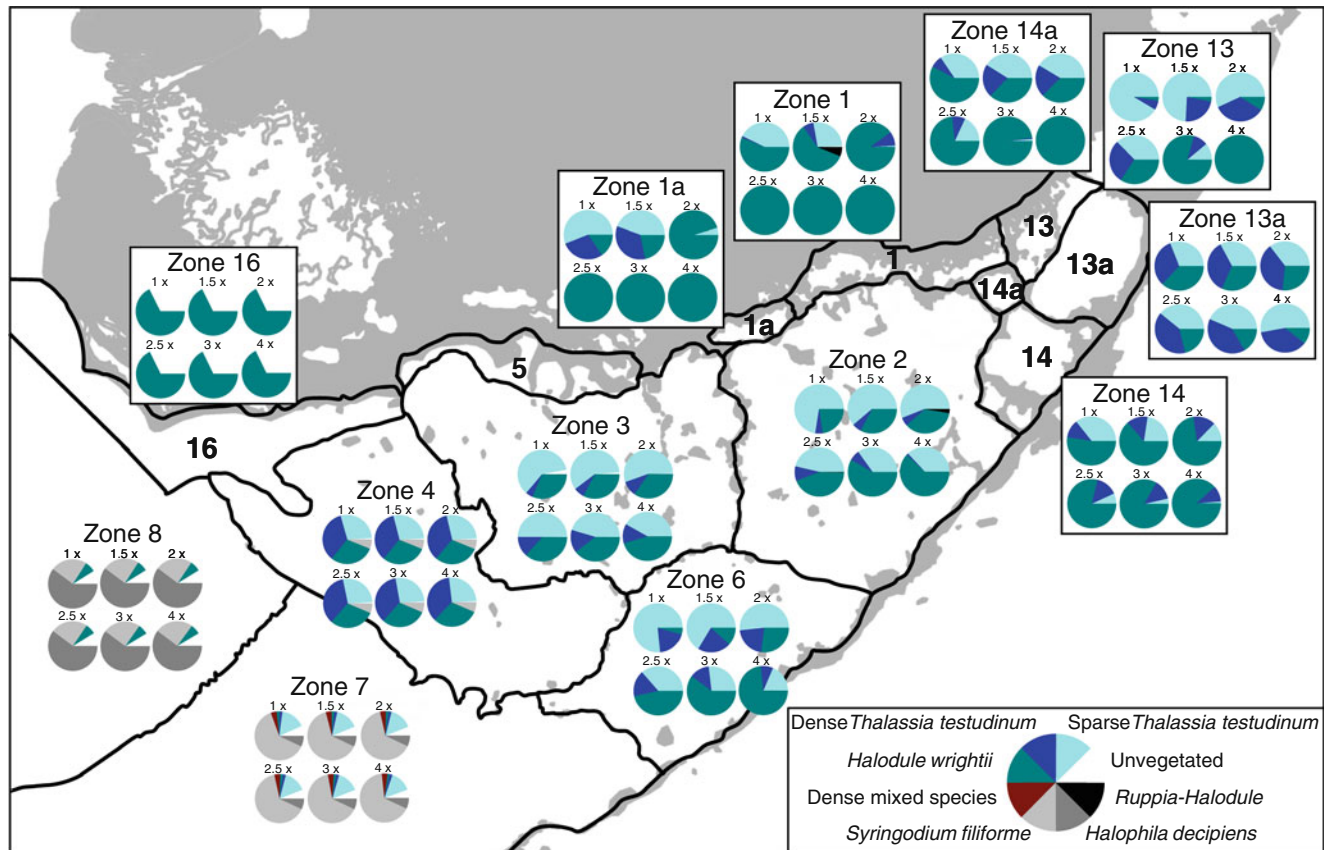 Zone 14a
1 x 1.5 x 2 x
2.5 x 3 x 4 x
Zone 13
1 x 1.5 x 2 x
2.5 x 3 x 4 x
Zone 1
1 x 1.5 x 2 x
2.5 x 3 x 4 x
Zone 1a
1 x 1.5 x 2 x
2.5 x 3 x 4 x
Zone 13a
1 x 1.5 x 2 x
2.5 x 3 x 4 x
Zone 16
1 x 1.5 x 2 x
2.5 x 3 x 4 x
13
1
13a
14a
1a
14
5
16
Zone 2
1 x 1.5 x 2 x
2.5 x 3 x 4 x
Zone 14
1 x 1.5 x 2 x
2.5 x 3 x 4 x
Zone 3
1 x 1.5 x 2 x
2.5 x 3 x 4 x
Zone 4
1 x 1.5 x 2 x
2.5 x 3 x 4 x
Zone 8
1 x 1.5 x 2 x
2.5 x 3 x 4 x
Zone 6
1 x 1.5 x 2 x
2.5 x 3 x 4 x
Zone 7
1 x 1.5 x 2 x
2.5 x 3 x 4 x
Dense Thalassia testudinum Sparse Thalassia testudinum
Halodule wrightii Unvegetated
Dense mixed species Ruppia-Halodule
Syringodium filiforme Halophila decipiens